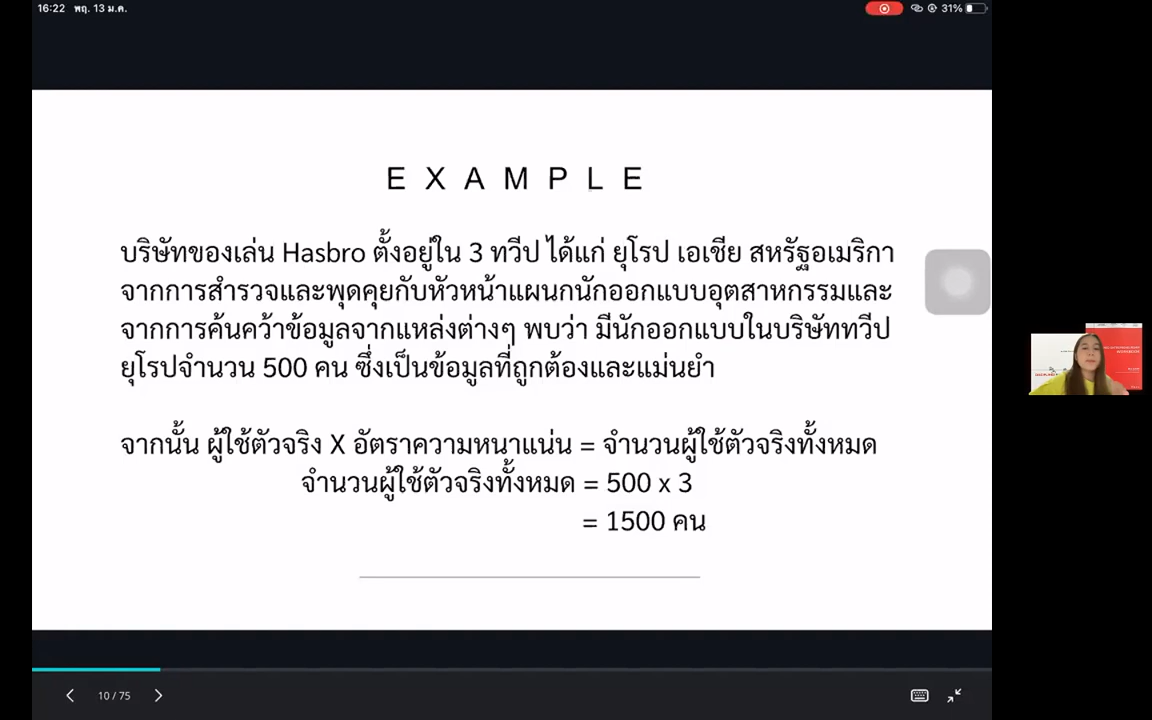 16:22 พฤ. 13 ม.ค.
31%
EXAMPLE
บริษัทของเล่น Hasbro ตั้งอยู่ใน 3 ทวีป ได้แก่ ยุโรป เอเชีย สหรัฐอเมริกา
จากการสำรวจและพุดคุยกับหัวหน้าแผนกนักออกแบบอุตสาหกรรมและ
จากการค้นคว้าข้อมูลจากแหล่งต่างๆ พบว่า มีนักออกแบบในบริษัททวีป
ยุโรปจำนวน 500 คน ซึ่งเป็นข้อมูลที่ถูกต้องและแม่นยำ
จากนั้น ผู้ใช้ตัวจริง X อัตราความหนาแน่น = จำนวนผู้ใช้ตัวจริงทั้งหมด
จำนวนผู้ใช้ตัวจริงทั้งหมด = 500 x 3
= 1500 คน
10 / 75